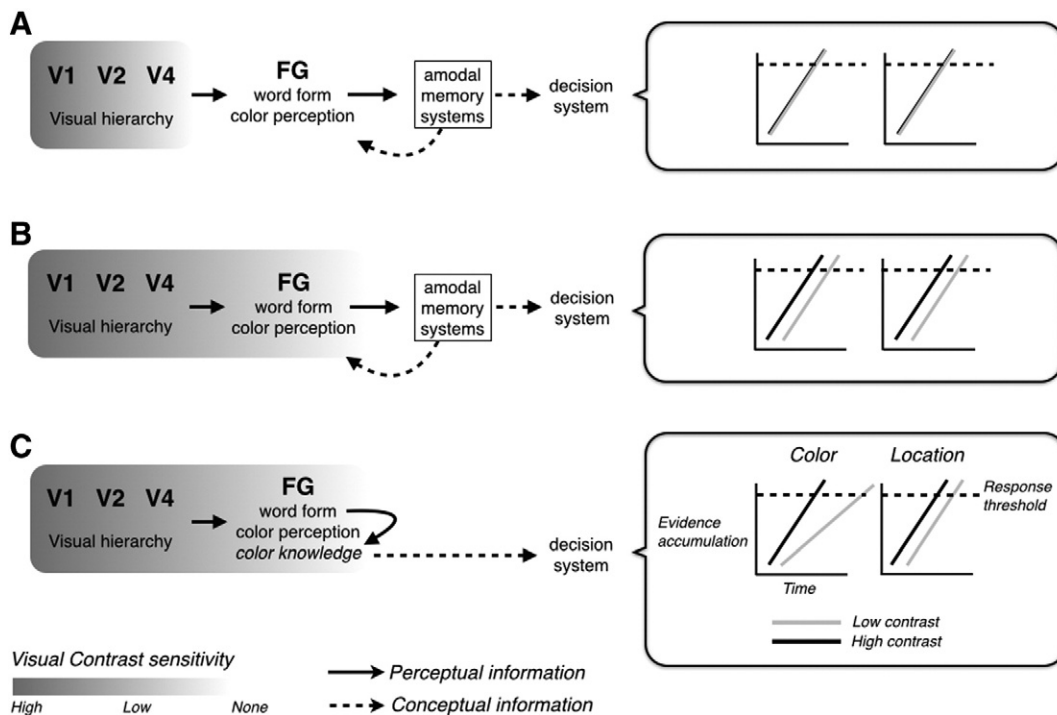 A
V1 V2 V4
Visual hierarchy
FG
word form
color perception
amodal
memory
systems
decision
system
B
V1 V2 V4
Visual hierarchy
FG
word form
color perception
amodal
memory
systems
decision
system
C
V1 V2 V4
Visual hierarchy
FG
word form
color perception
color knowledge
decision
system
Color
Location
Response
threshold
Evidence
accumulation
Time
Low contrast
High contrast
Visual Contrast sensitivity
High Low None
Perceptual information
Conceptual information